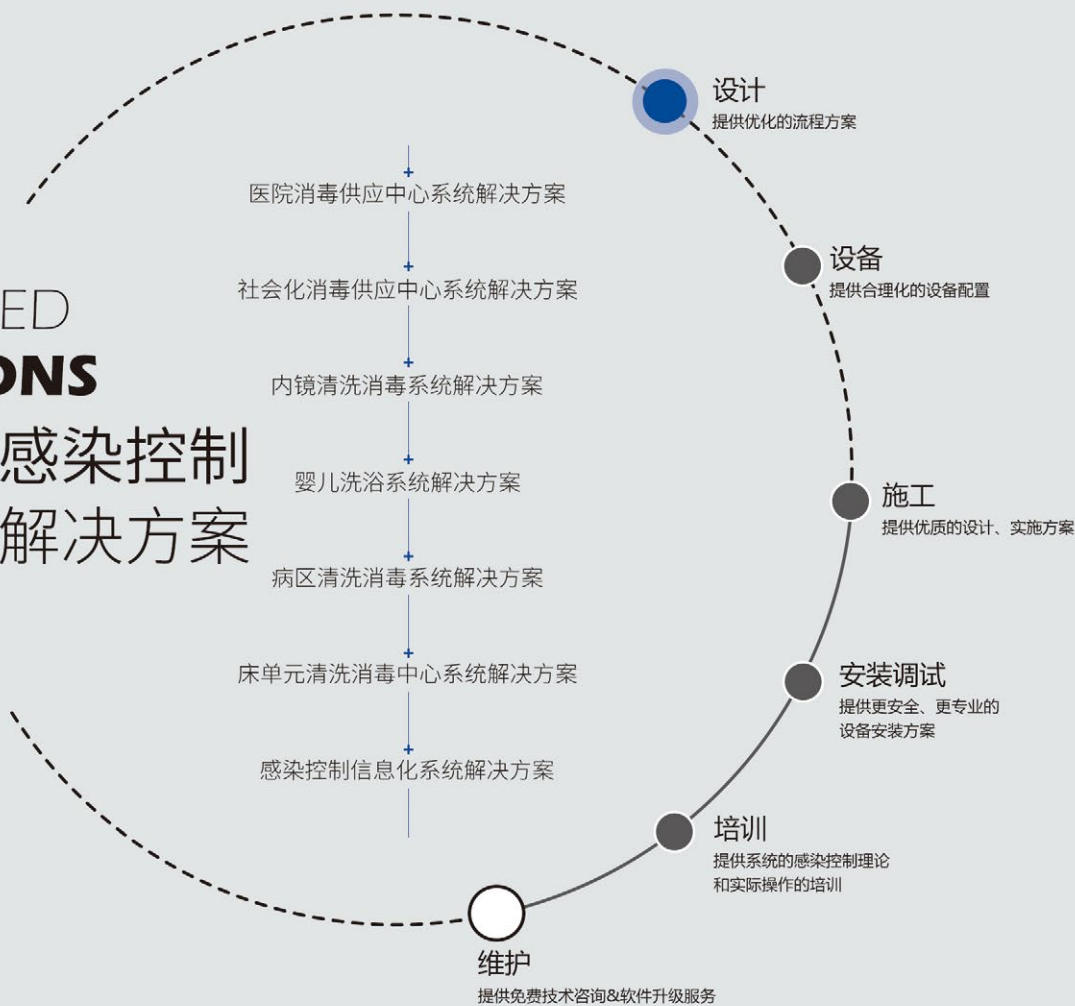 ED
ONS
感染控制
解决方案
医院消毒供应中心系统解决方案
社会化消毒供应中心系统解决方案
内镜清洗消毒系统解决方案
婴儿洗浴系统解决方案
病区清洗消毒系统解决方案
床单元清洗消毒中心系统解决方案
感染控制信息化系统解决方案
设计
提供优化的流程方案
设备
提供合理化的设备配置
施工
提供优质的设计、实施方案
安装调试
提供更安全、更专业的
设备安装方案
培训
提供系统的感染控制理论
和实际操作的培训
维护
提供免费技术咨询&软件升级服务